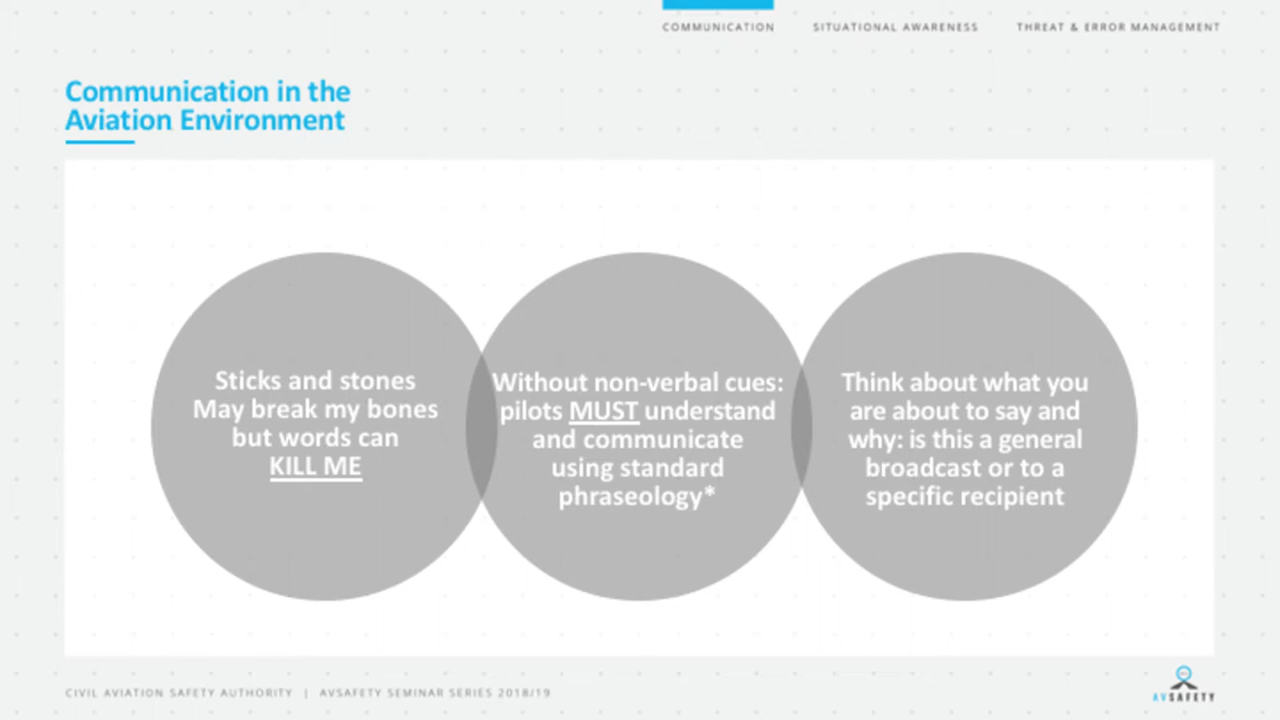 COMMUNICATION SITUATIONAL AWARENESS THREAT & ERROR MANAGEMENT
Communication in the
Aviation Environment
Sticks and stones
May break my bones
but words can
KILL ME
Without non-verbal cues:
pilots MUST understand
and communicate
using standard
phraseology*
Think about what you
are about to say and
why: is this a general
broadcast or to a
specific recipient
CIVIL AVIATION SAFETY AUTHORITY | AVSAFETY SEMINAR SERIES 2018/19
AVSAFETY